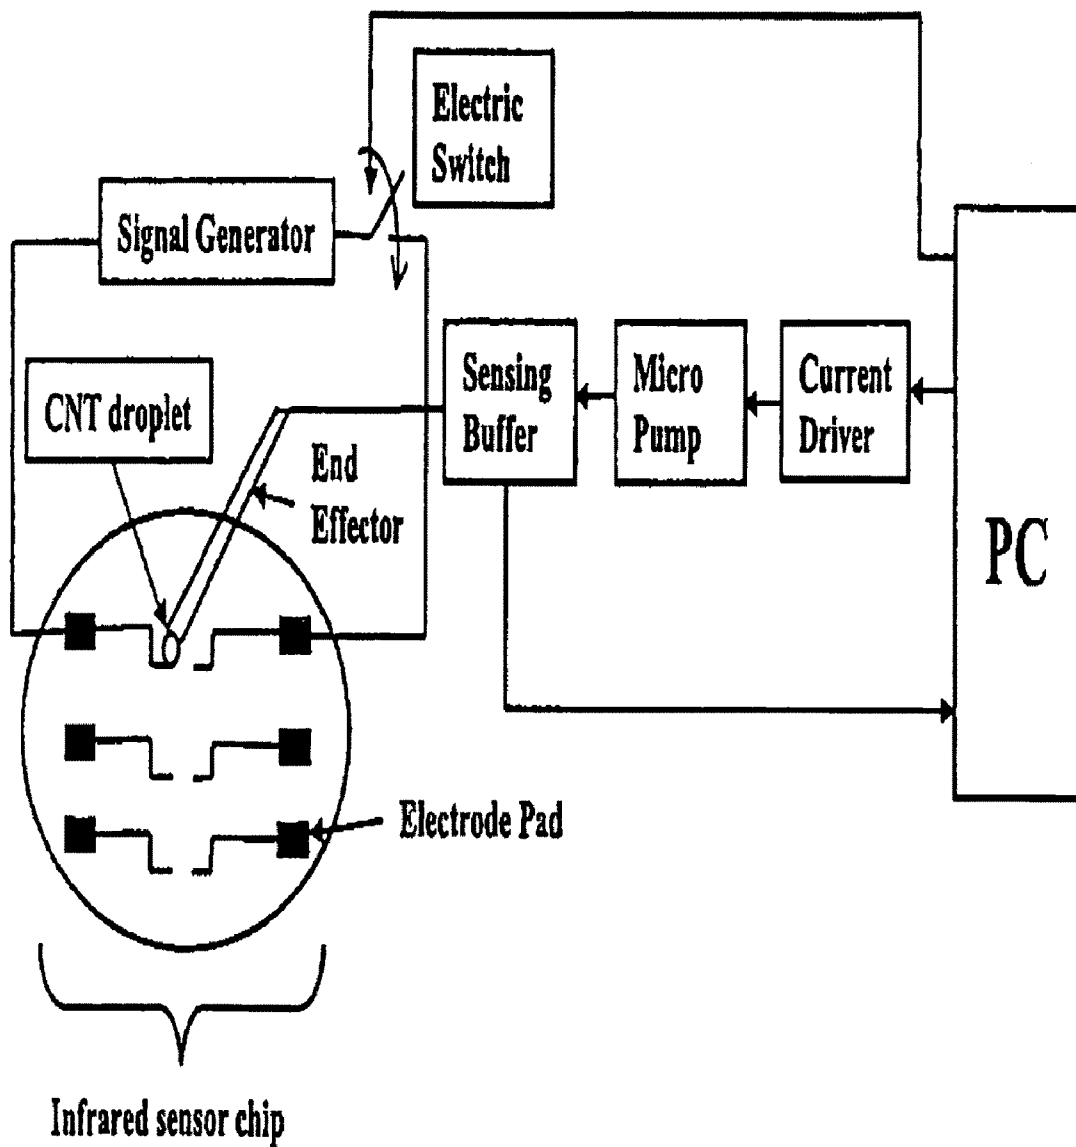 Electric
Switch
Signal Generator
CNT droplet
Sensing
Buffer
Micro
Pump
Current
Driver
End
Effector
PC
Electrode Pad
Infrared sensor chip